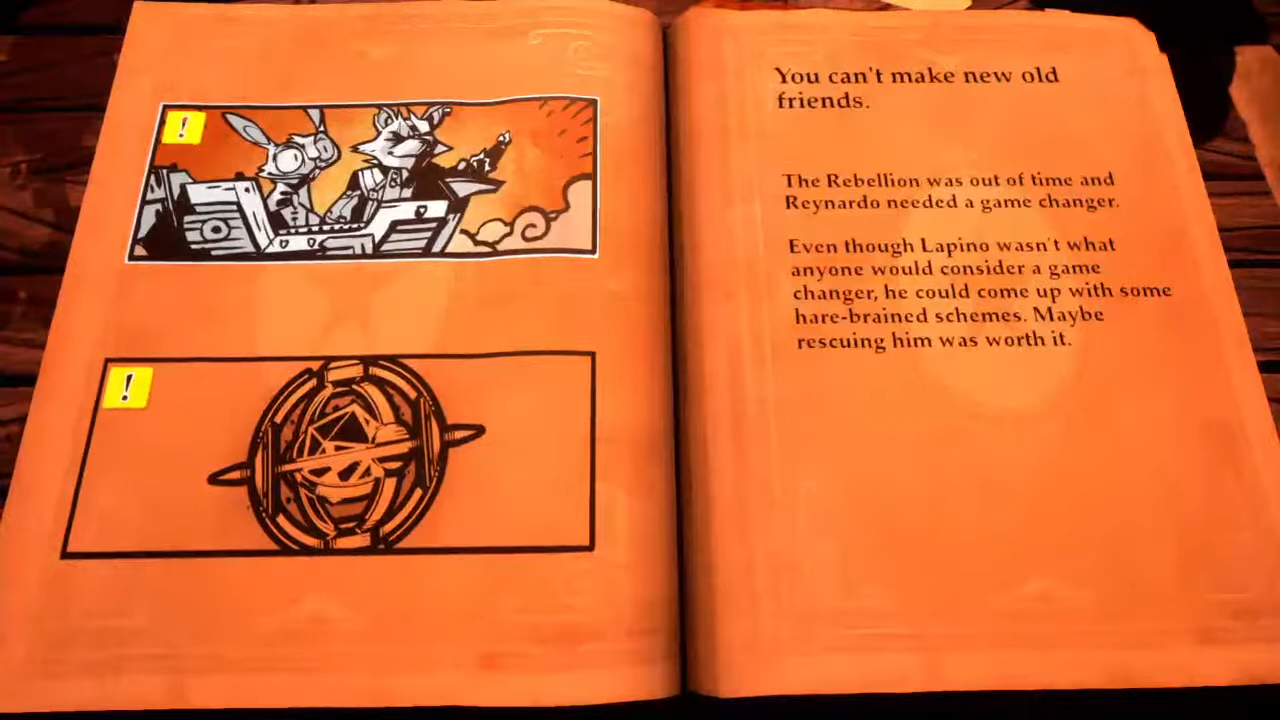 !
!
You can't make new old
friends.
The Rebellion was out of time and
Reynardo needed a game changer.
Even though Lapino wasn't what
anyone would consider a game
changer, he could come up with some
hare-brained schemes. Maybe
rescuing him was worth it.